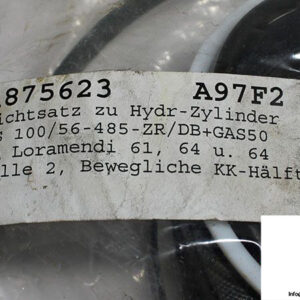 875623 A97F2
ichtsatz zu Hydr-Zylinder
s 100/56-485-ZR/DB+GAS50
Loramendi 61, 64 u. 64
lle 2, Bewegliche KK-Hälft